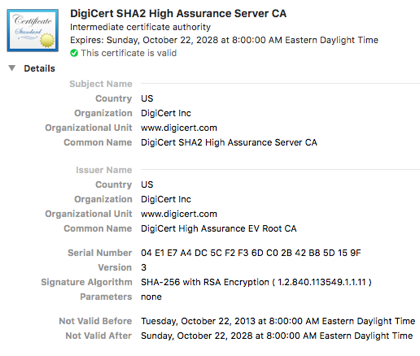 Certificate
Standard
DigiCert SHA2 High Assurance Server CA
Intermediate certificate authority
Expires: Sunday, October 22, 2028 at 8:00:00 AM Eastern Daylight Time
This certificate is valid
Details
Subject Name
Country US
Organization DigiCert Inc
Organizational Unit www.digicert.com
Common Name DigiCert SHA2 High Assurance Server CA
Issuer Name
Country US
Organization DigiCert Inc
Organizational Unit www.digicert.com
Common Name DigiCert High Assurance EV Root CA
Serial Number 04 E1 E7 A4 DC 5C F2 F3 6D C0 2B 42 B8 5D 15 9F
Version 3
Signature Algorithm SHA-256 with RSA Encryption ( 1.2.840.113549.1.1.11 )
Parameters none
Not Valid Before Tuesday, October 22, 2013 at 8:00:00 AM Eastern Daylight Time
Not Valid After Sunday, October 22, 2028 at 8:00:00 AM Eastern Daylight Time